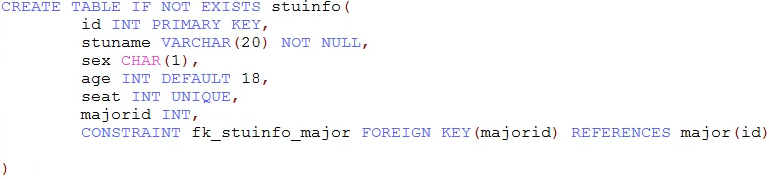 CREATE TABLE IF NOT EXISTS stuinfo(
id INT PRIMARY KEY,
stuname VARCHAR(20) NOT NULL,
sex CHAR(1),
age INT DEFAULT 18,
seat INT UNIQUE,
majorid INT,
CONSTRAINT fk_stuinfo_major FOREIGN KEY(majorid) REFERENCES major(id)
)